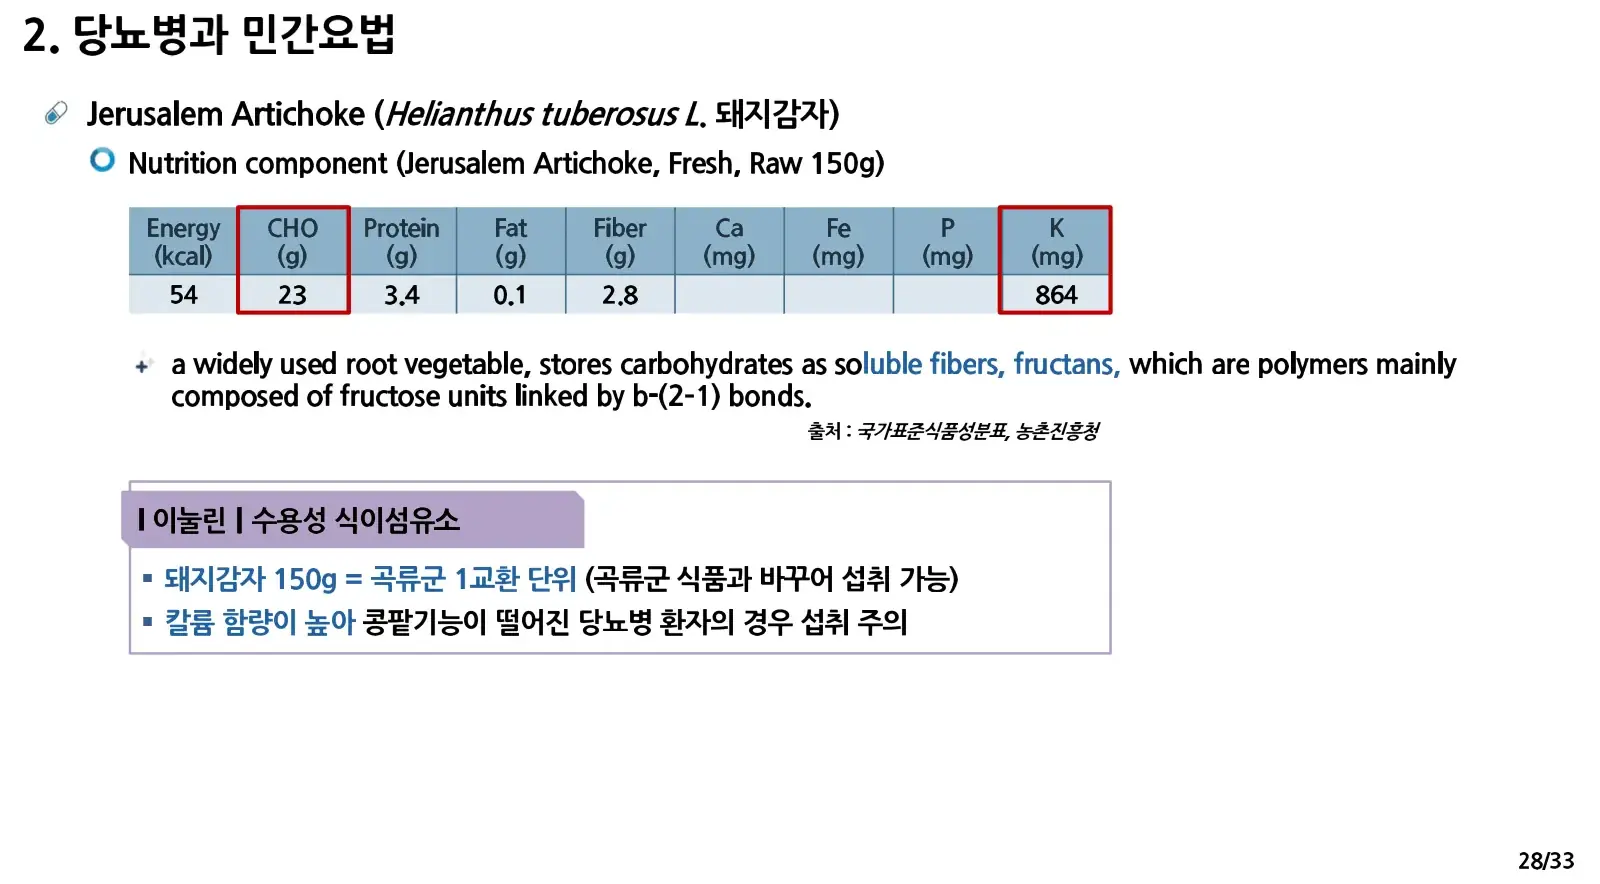 2. 당뇨병과 민간요법
Jerusalem Artichoke (Helianthus tuberosus L. 돼지감자)
Nutrition component (Jerusalem Artichoke, Fresh, Raw 150g)
Energy (kcal) CHO (g) Protein (g) Fat (g) Fiber (g) Ca (mg) Fe (mg) P (mg) K (mg)
54 23 3.4 0.1 2.8 864
a widely used root vegetable, stores carbohydrates as soluble fibers, fructans, which are polymers mainly
composed of fructose units linked by b-(2-1) bonds.
출처 : 국가표준식품성분표, 농촌진흥청
I 이눌린 I 수용성 식이섬유소
▪ 돼지감자 150g = 곡류군 1교환 단위 (곡류군 식품과 바꾸어 섭취 가능)
▪ 칼륨 함량이 높아 콩팥기능이 떨어진 당뇨병 환자의 경우 섭취 주의
28/33